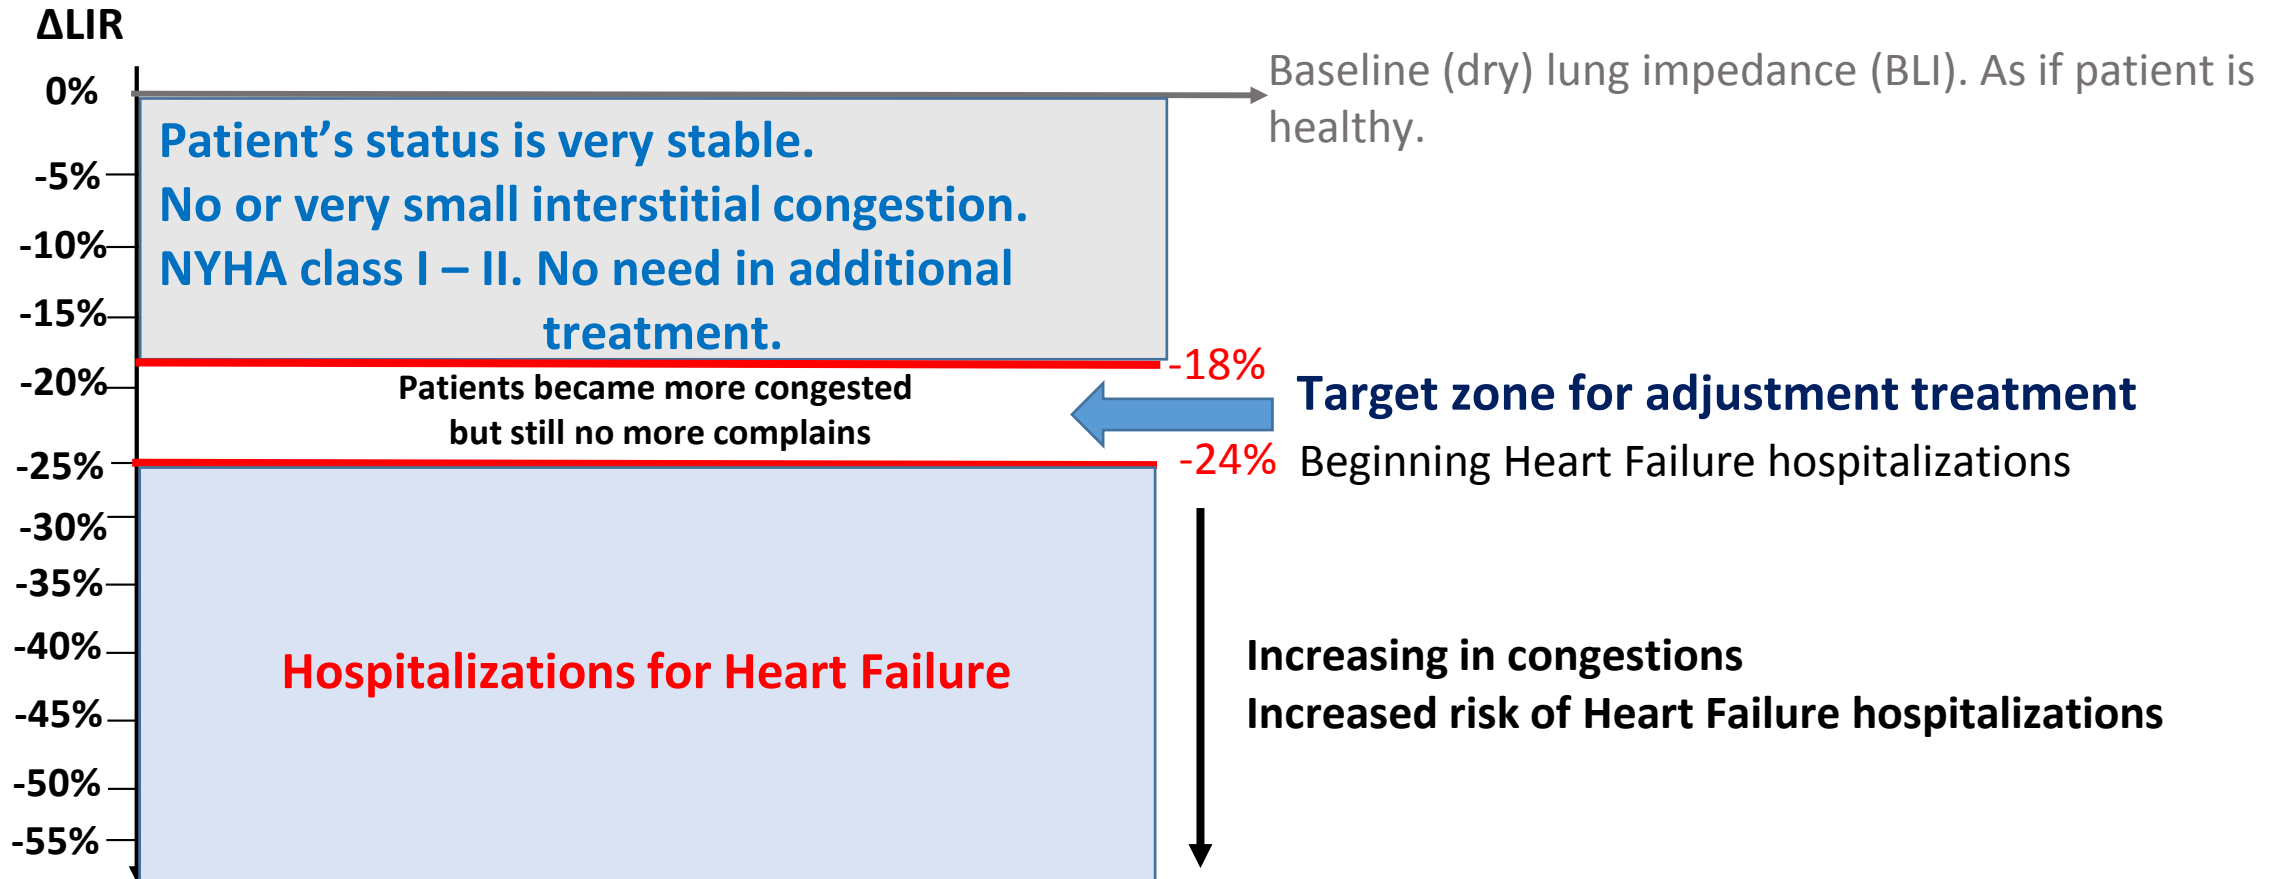 ΔLIR
0%
Baseline (dry) lung impedance (BLI). As if patient is
healthy.
Patient’s status is very stable.
-5%
No or very small interstitial congestion.
-10%
NYHA class I – II. No need in additional
-15%
treatment.
-18%
-20%
Patients became more congested
but still no more complains
Target zone for adjustment treatment
-25%
-24%
Beginning Heart Failure hospitalizations
-30%
-35%
-40%
Hospitalizations for Heart Failure
Increasing in congestions
Increased risk of Heart Failure hospitalizations
-45%
-50%
-55%